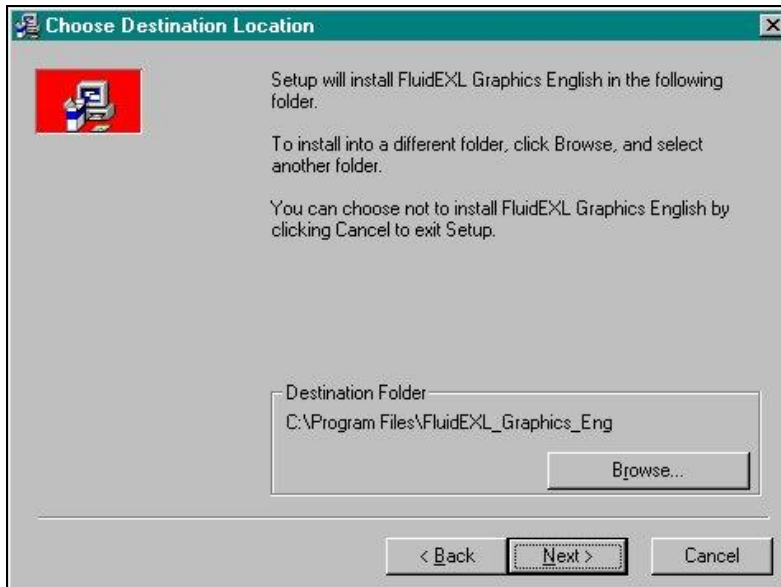 Choose Destination Location
Setup will install FluidEXL Graphics English in the following
folder.
To install into a different folder, click Browse, and select
another folder.
You can choose not to install FluidEXL Graphics English by
clicking Cancel to exit Setup.
Destination Folder
C:\Program Files\FluidEXL_Graphics_Eng
Browse...
< Back
Next >
Cancel